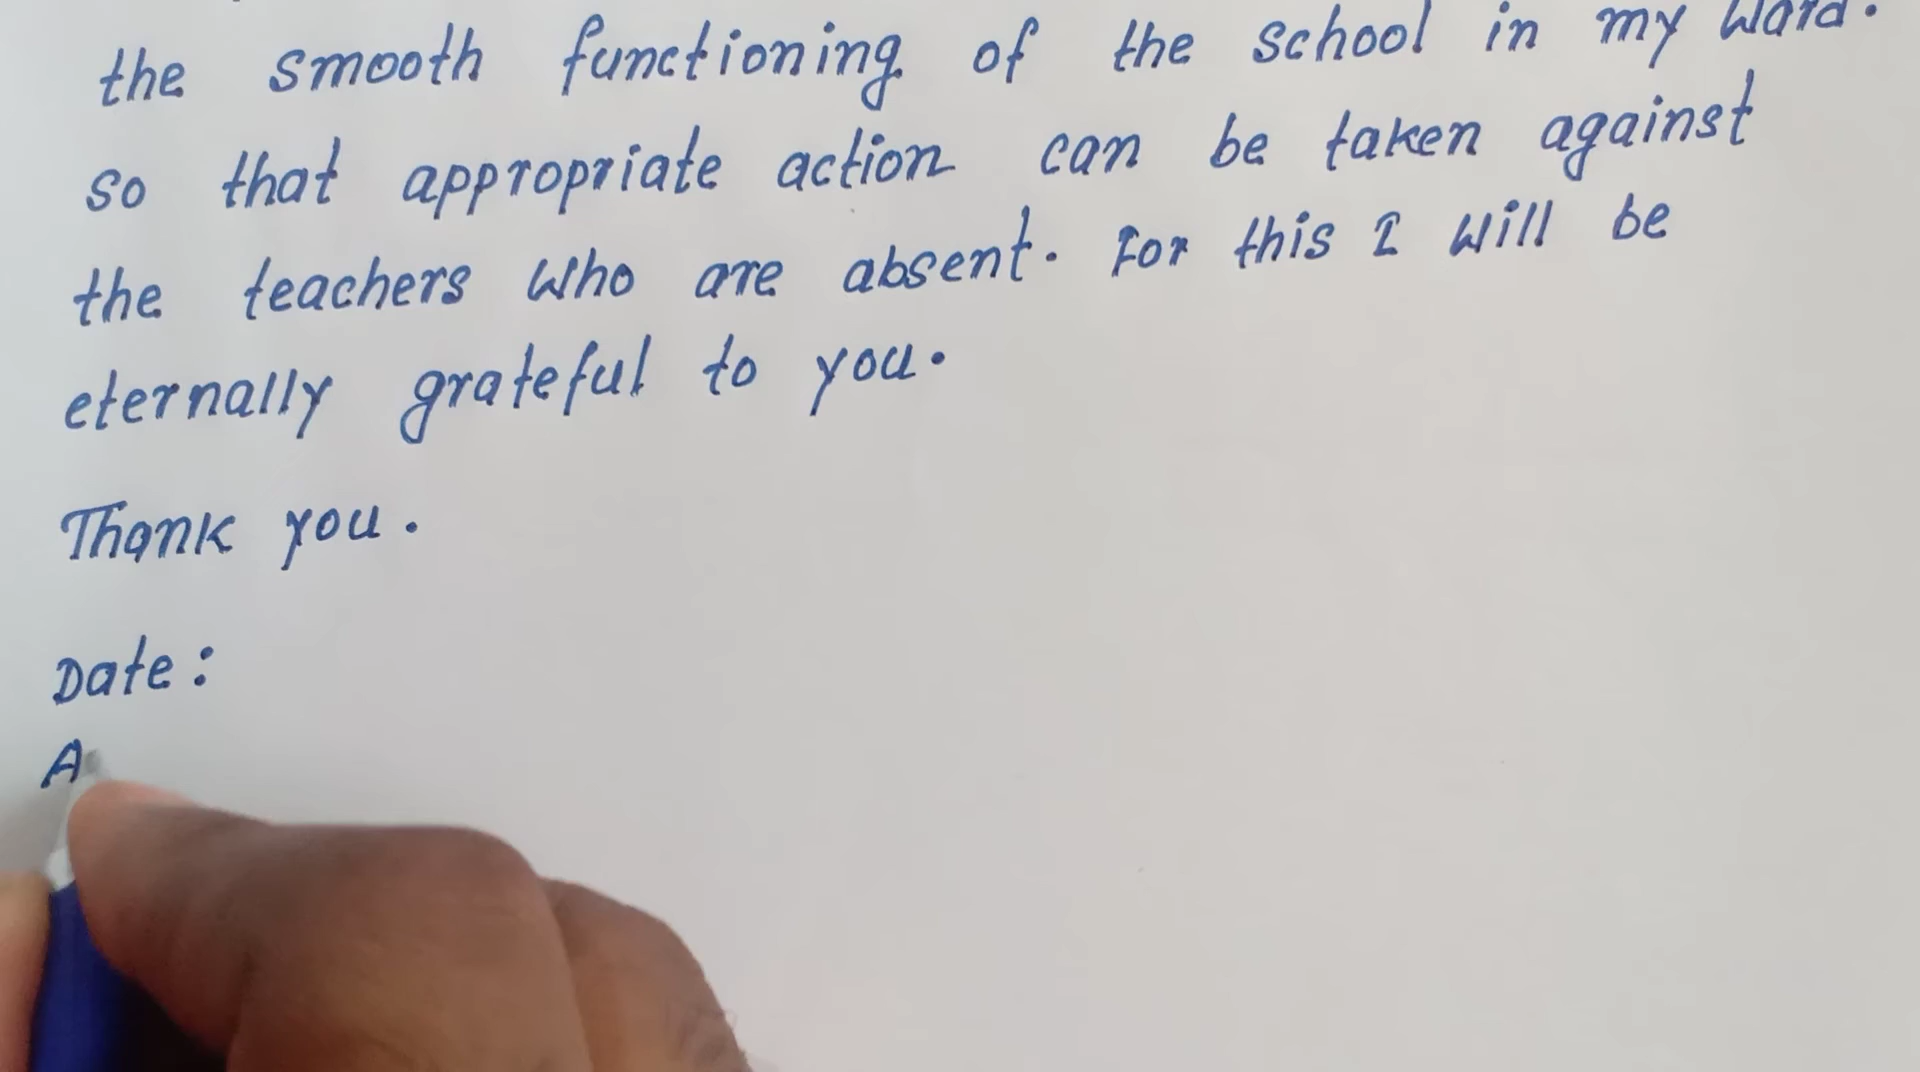 the smooth functioning of the school in my ward.
so that appropriate action can be taken against
the teachers who are absent. For this I will be
eternally grateful to you.
Thank you.
Date:
A